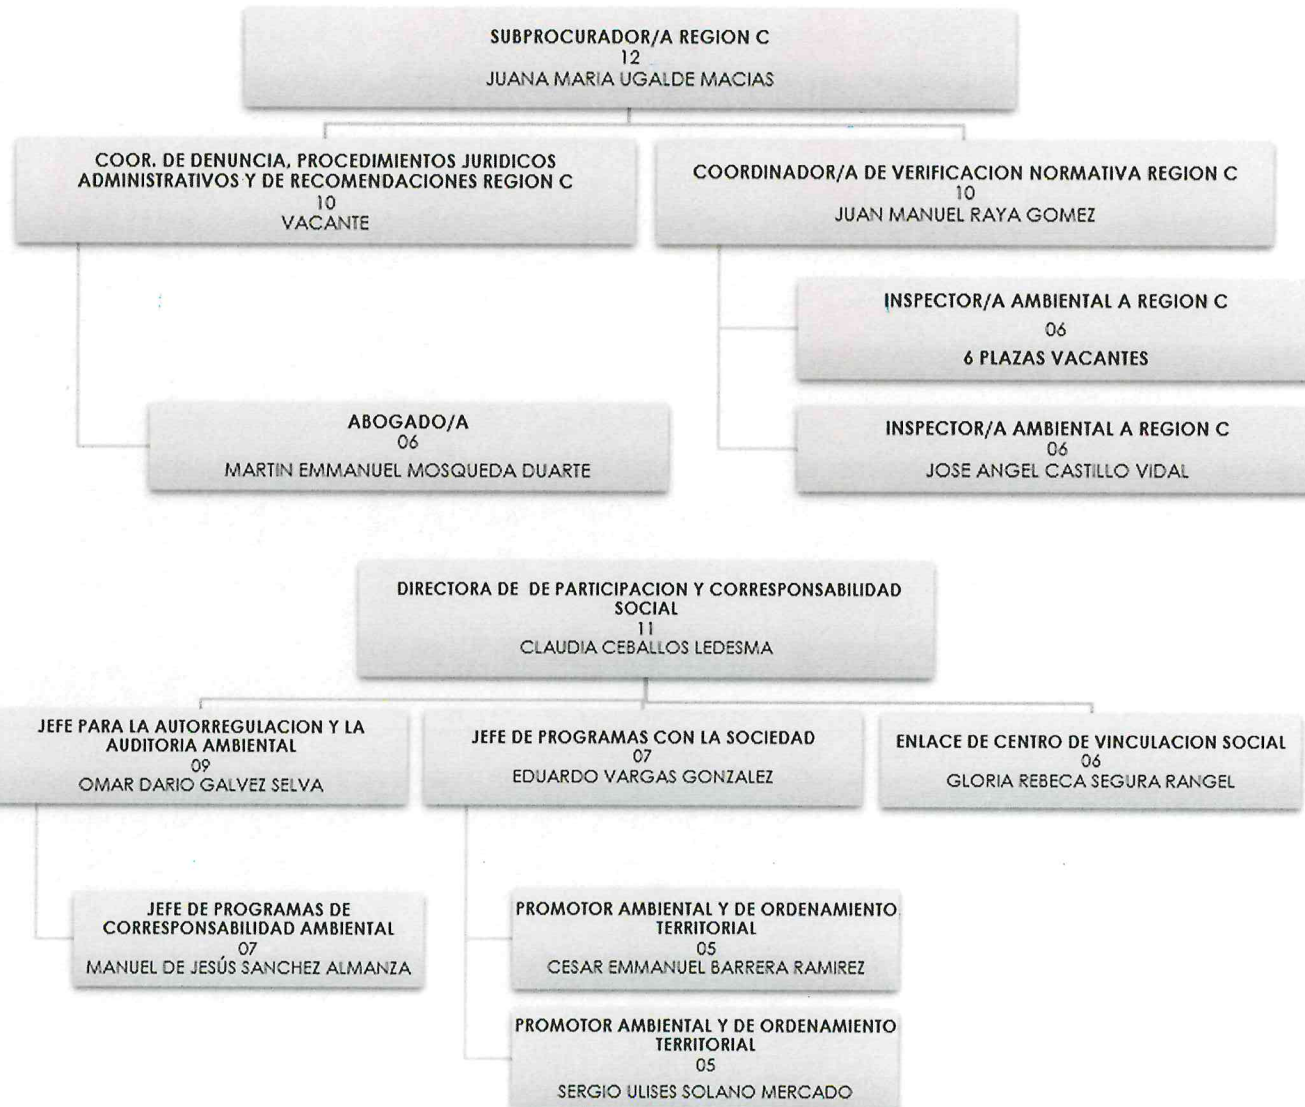 SUBPROCURADOR/A REGION C
12
JUANA MARIA UGALDE MACIAS
COOR. DE DENUNCIA, PROCEDIMIENTOS JURIDICOS
ADMINISTRATIVOS Y DE RECOMENDACIONES REGION C
10
VACANTE
COORDINADOR/A DE VERIFICACION NORMATIVA REGION C
10
JUAN MANUEL RAYA GOMEZ
INSPECTOR/A AMBIENTAL A REGION C
06
6 PLAZAS VACANTES
ABOGADO/A
06
MARTIN EMMANUEL MOSQUEDA DUARTE
INSPECTOR/A AMBIENTAL A REGION C
06
JOSE ANGEL CASTILLO VIDAL
DIRECTORA DE DE PARTICIPACION Y CORRESPONSABILIDAD
SOCIAL
11
CLAUDIA CEBALLOS LEDESMA
JEFE PARA LA AUTORREGULACION Y LA
AUDITORIA AMBIENTAL
09
OMAR DARIO GALVEZ SELVA
JEFE DE PROGRAMAS CON LA SOCIEDAD
07
EDUARDO VARGAS GONZALEZ
ENLACE DE CENTRO DE VINCULACION SOCIAL
06
GLORIA REBECA SEGURA RANGEL
JEFE DE PROGRAMAS DE
CORRESPONSABILIDAD AMBIENTAL
07
MANUEL DE JESÚS SANCHEZ ALMANZA
PROMOTOR AMBIENTAL Y DE ORDENAMIENTO
TERRITORIAL
05
CESAR EMMANUEL BARRERA RAMIREZ
PROMOTOR AMBIENTAL Y DE ORDENAMIENTO
TERRITORIAL
05
SERGIO ULISES SOLANO MERCADO